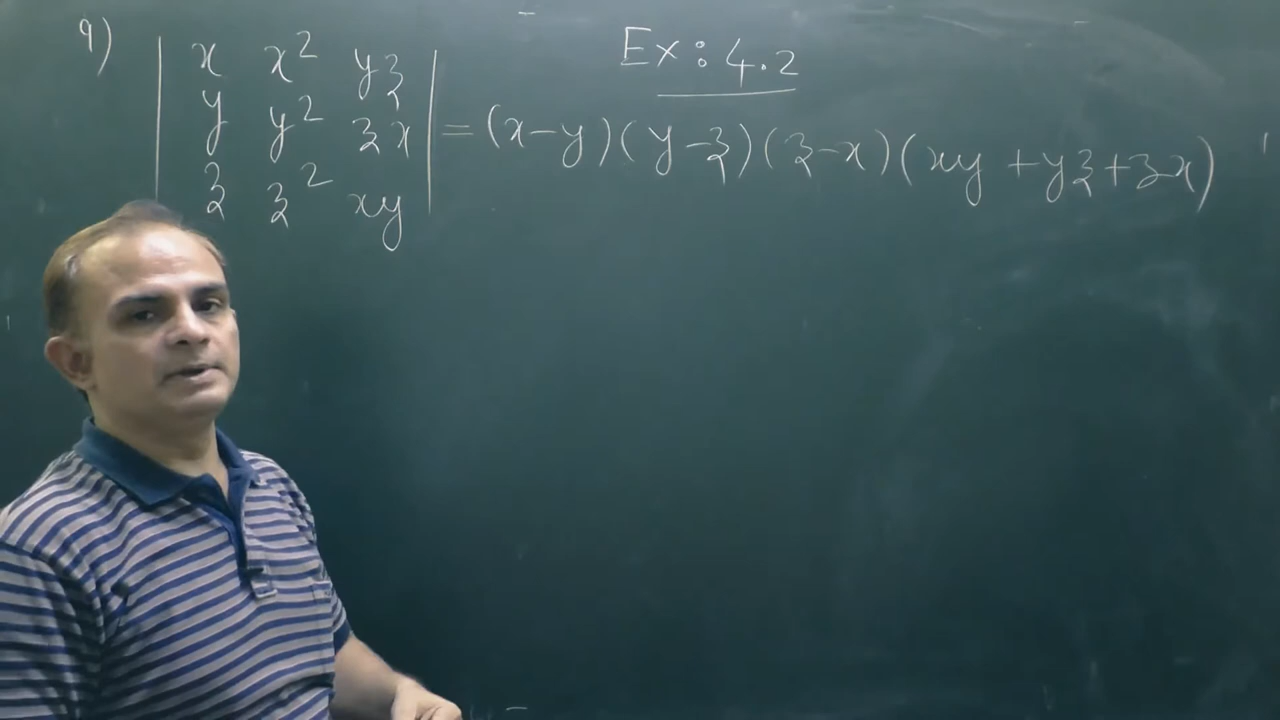 Ex: 4.2
9) | x x² yz |
| y y² zx | = (x-y)(y-z)(z-x)(xy+yz+zx)
| z z² xy |